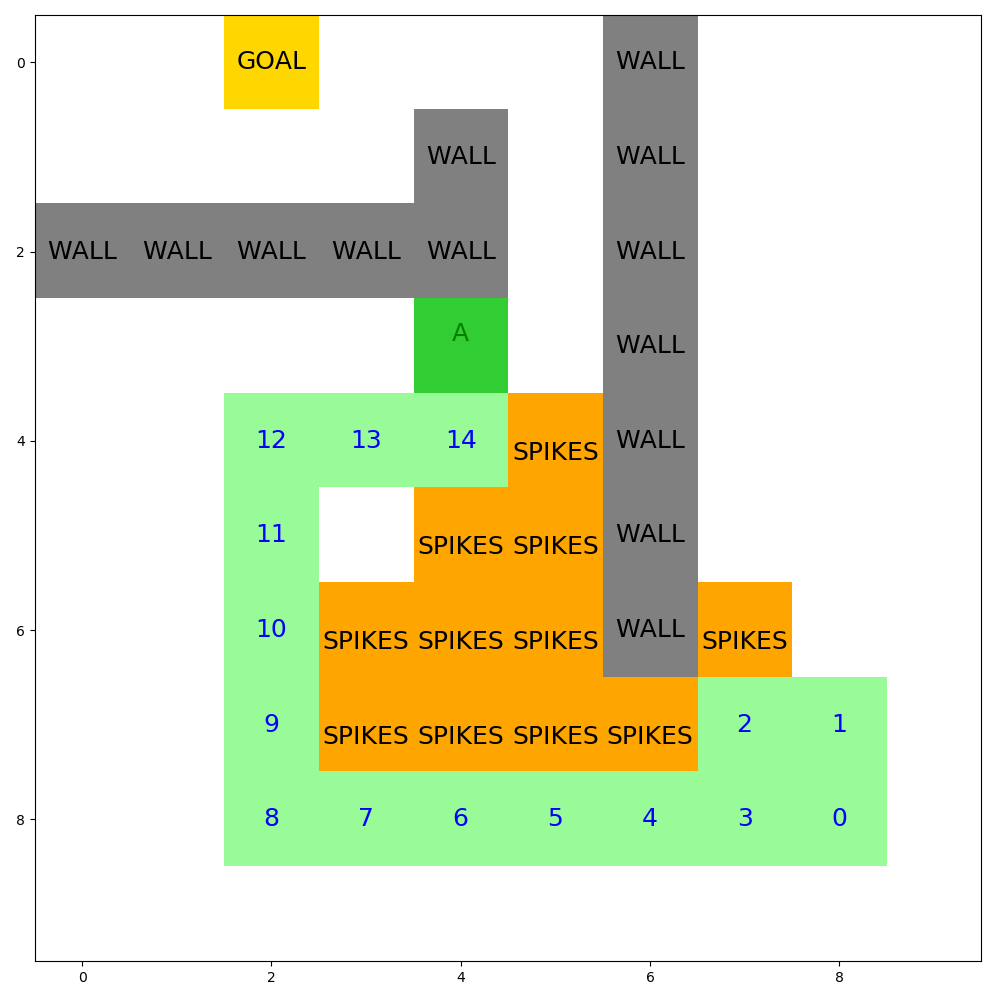 0 GOAL WALL
WALL WALL
2 WALL WALL WALL WALL WALL WALL
A WALL
4 12 13 14 SPIKES WALL
11 SPIKES SPIKES WALL
6 10 SPIKES SPIKES SPIKES WALL SPIKES
9 SPIKES SPIKES SPIKES SPIKES 2 1
8 8 7 6 5 4 3 0
0 2 4 6 8